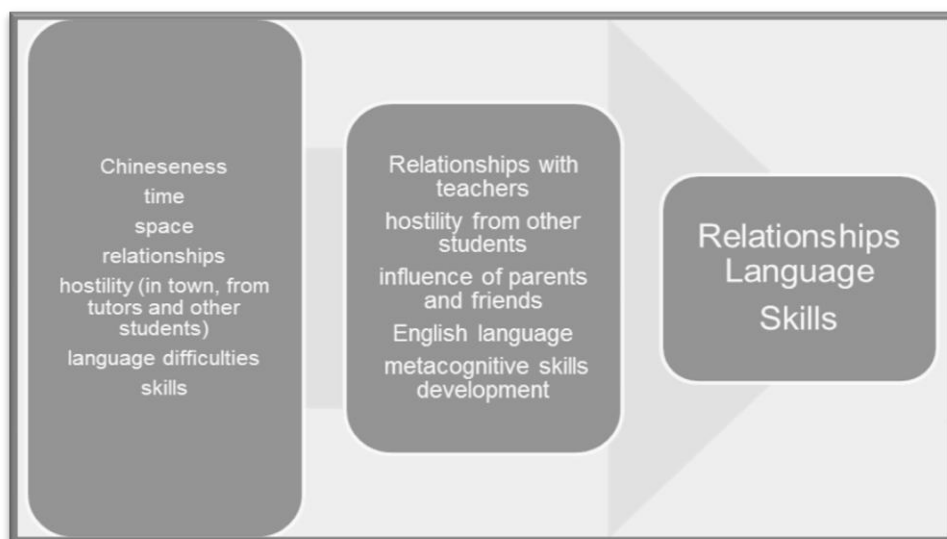 Chineseness
time
space
relationships
hostility (in town, from
tutors and other
students)
language difficulties
skills
Relationships with
teachers
hostility from other
students
influence of parents
and friends
English language
metacognitive skills
development
Relationships
Language
Skills